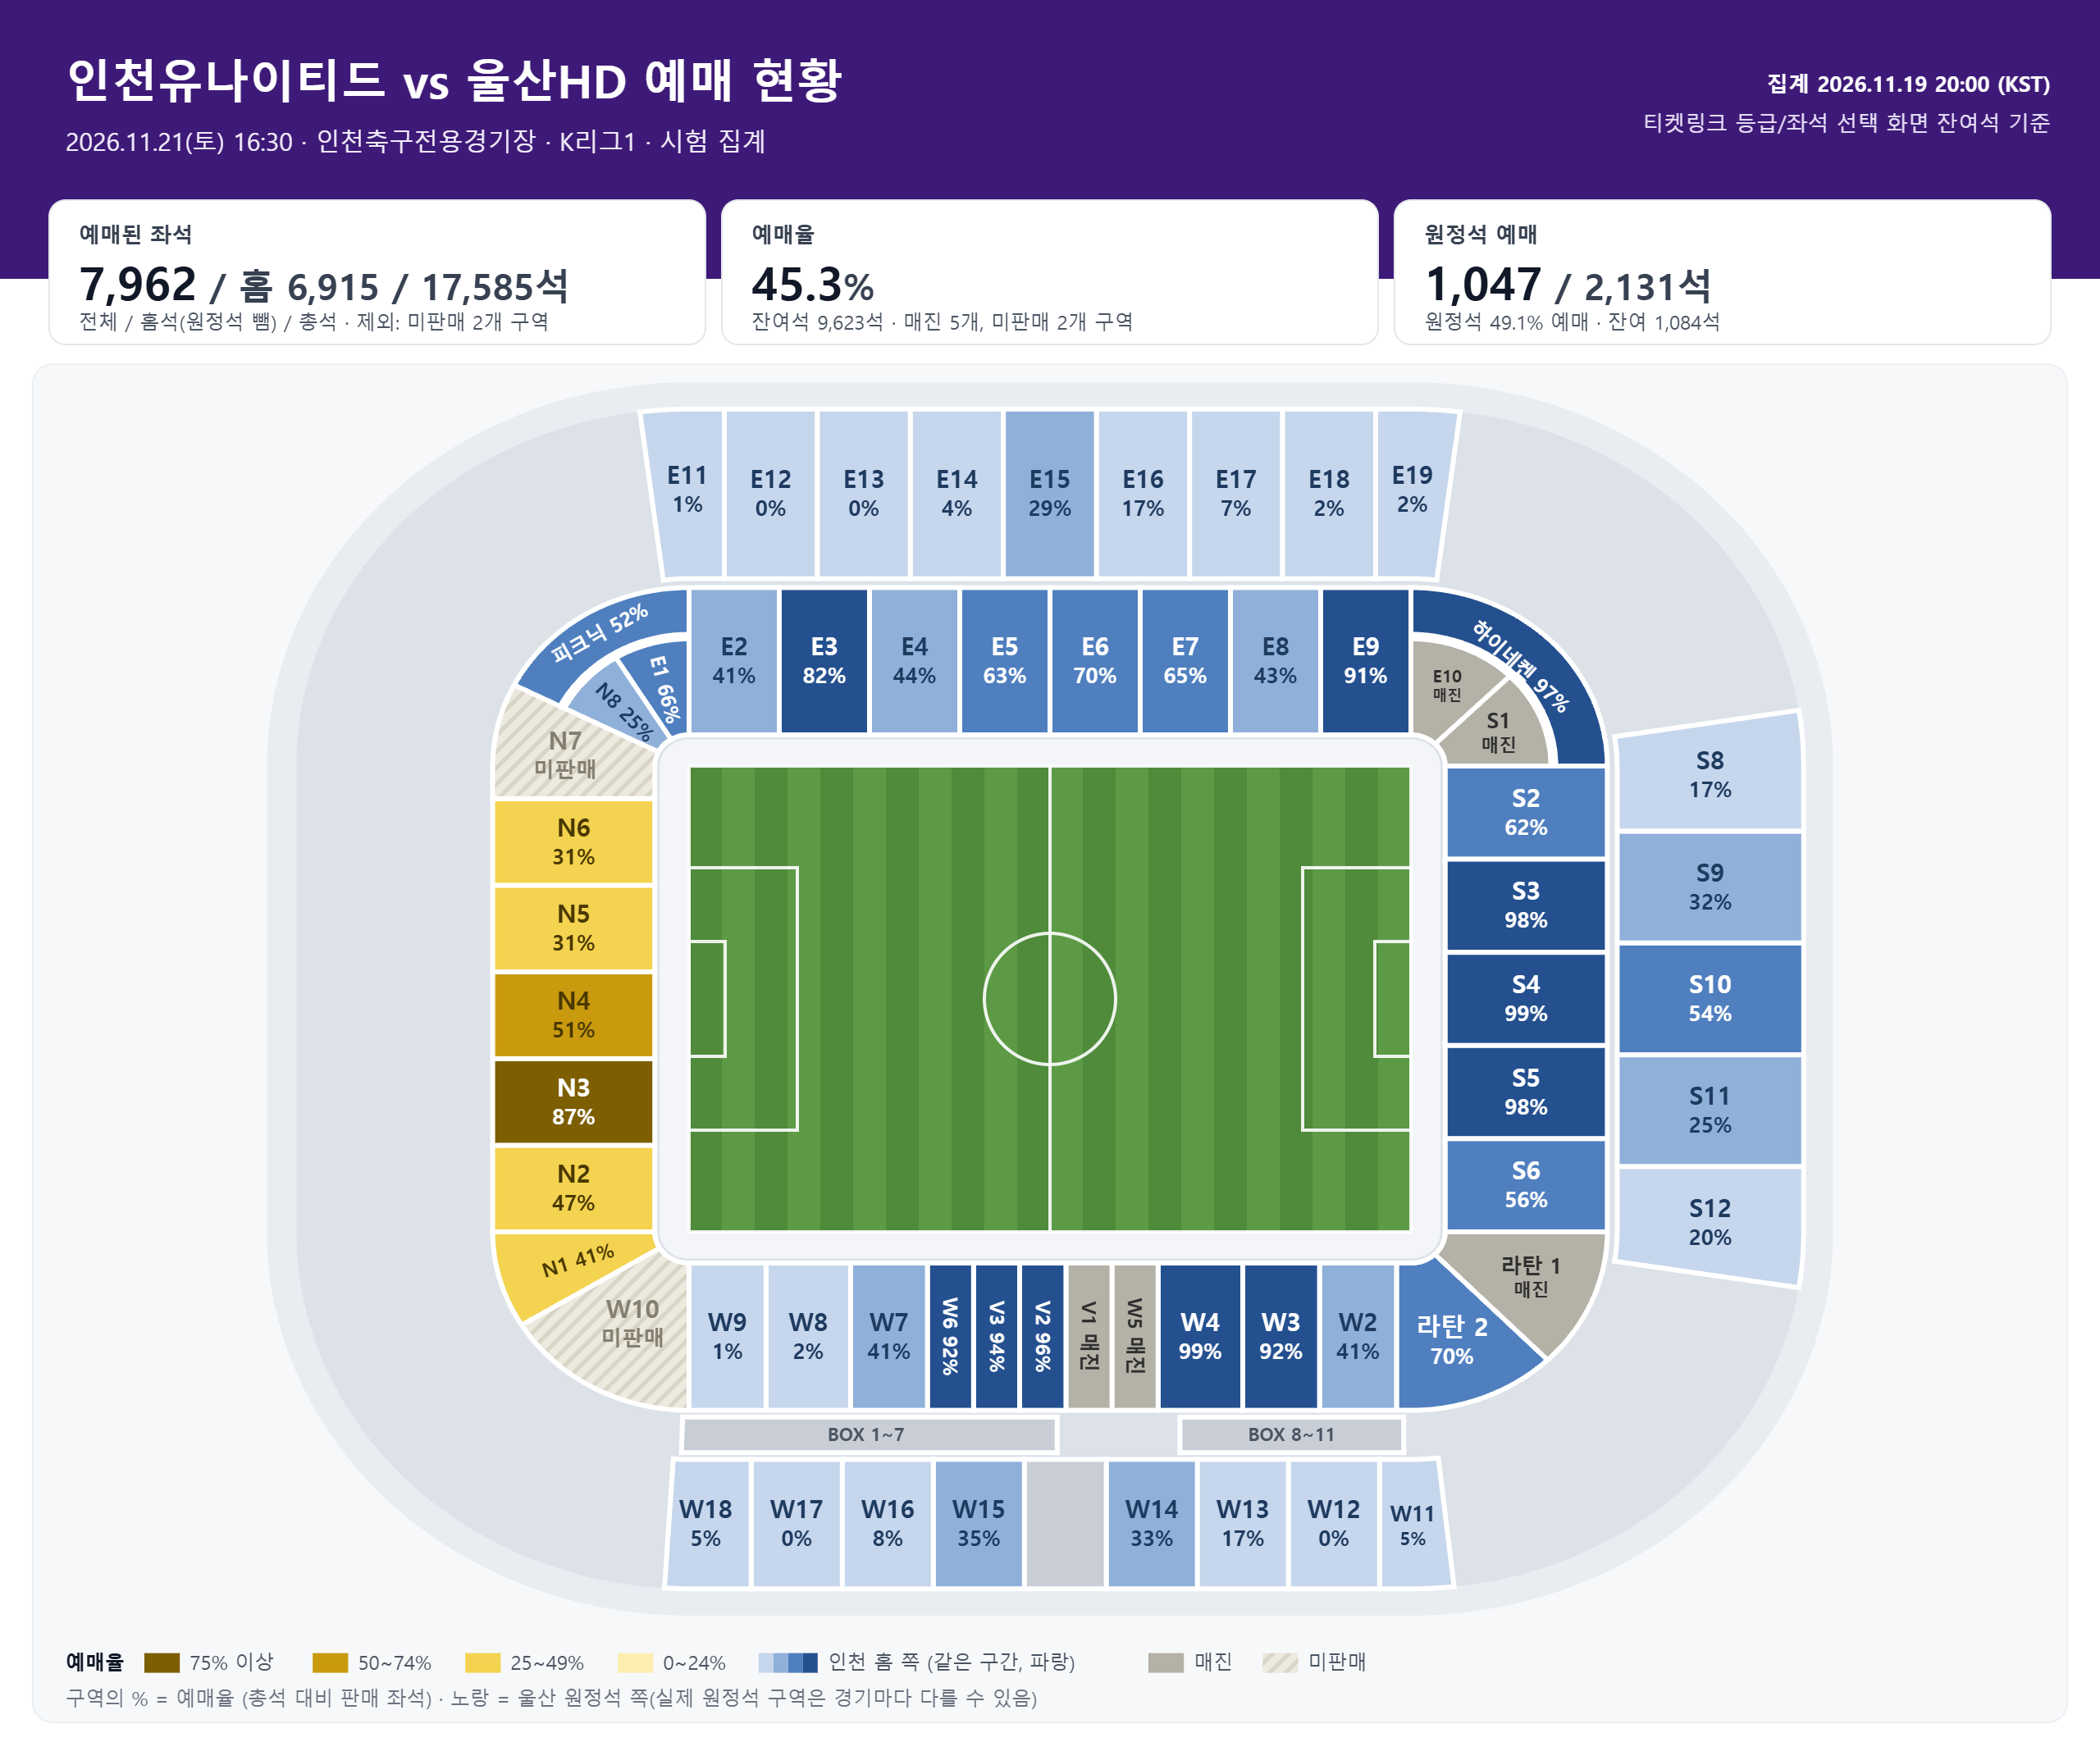 인천유나이티드 vs 울산HD 예매 현황
2026.11.21(토) 16:30 · 인천축구전용경기장 · K리그1 · 시험 집계
집계 2026.11.19 20:00 (KST)
티켓링크 등급/좌석 선택 화면 잔여석 기준
예매된 좌석
7,962 / 홈 6,915 / 17,585석
전체 / 홈석(원정석 뺌) / 총석 · 제외: 미판매 2개 구역
예매율
45.3%
잔여석 9,623석 · 매진 5개, 미판매 2개 구역
원정석 예매
1,047 / 2,131석
원정석 49.1% 예매 · 잔여 1,084석
E11
1%
E12
0%
E13
0%
E14
4%
E15
29%
E16
17%
E17
7%
E18
2%
E19
2%
피크닉 52%
N8 25%
E1 66%
E2
41%
E3
82%
E4
44%
E5
63%
E6
70%
E7
65%
E8
43%
E9
91%
E10
매진
S1
매진
하이네켄 97%
N7
미판매
N6
31%
N5
31%
N4
51%
N3
87%
N2
47%
N1 41%
W10
미판매
S2
62%
S3
98%
S4
99%
S5
98%
S6
56%
S8
17%
S9
32%
S10
54%
S11
25%
S12
20%
라탄 1
매진
라탄 2
70%
W9
1%
W8
2%
W7
41%
W6 92%
V3 94%
V2 96%
V1 매진
W5 매진
W4
99%
W3
92%
W2
41%
BOX 1~7
BOX 8~11
W18
5%
W17
0%
W16
8%
W15
35%
W14
33%
W13
17%
W12
0%
W11
5%
예매율 75% 이상 50~74% 25~49% 0~24% 인천 홈 쪽 (같은 구간, 파랑) 매진 미판매
구역의 % = 예매율 (총석 대비 판매 좌석) · 노랑 = 울산 원정석 쪽(실제 원정석 구역은 경기마다 다를 수 있음)